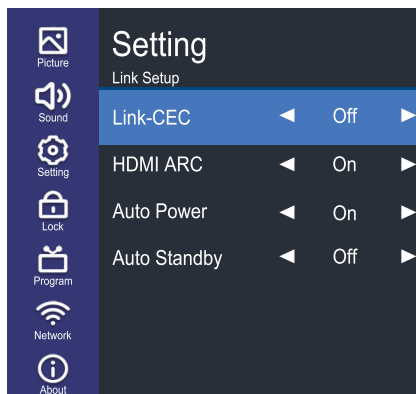 Picture
Sound
Setting
Lock
Program
Network
About
Setting
Link Setup
Link-CEC Off
HDMI ARC On
Auto Power On
Auto Standby Off